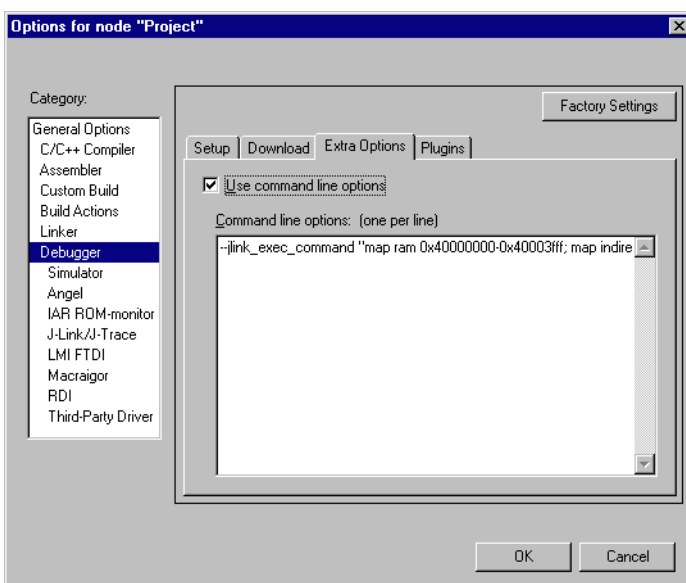 Options for node "Project"
Category:
General Options
C/C++ Compiler
Assembler
Custom Build
Build Actions
Linker
Debugger
Simulator
Angel
IAR ROM-monitor
J-Link/J-Trace
LMI FTDI
Macraigor
RDI
Third-Party Driver
Factory Settings
Setup Download Extra Options Plugins
Use command line options
Command line options: (one per line)
--jlink_exec_command "map ram 0x40000000-0x40003fff; map indire
OK Cancel